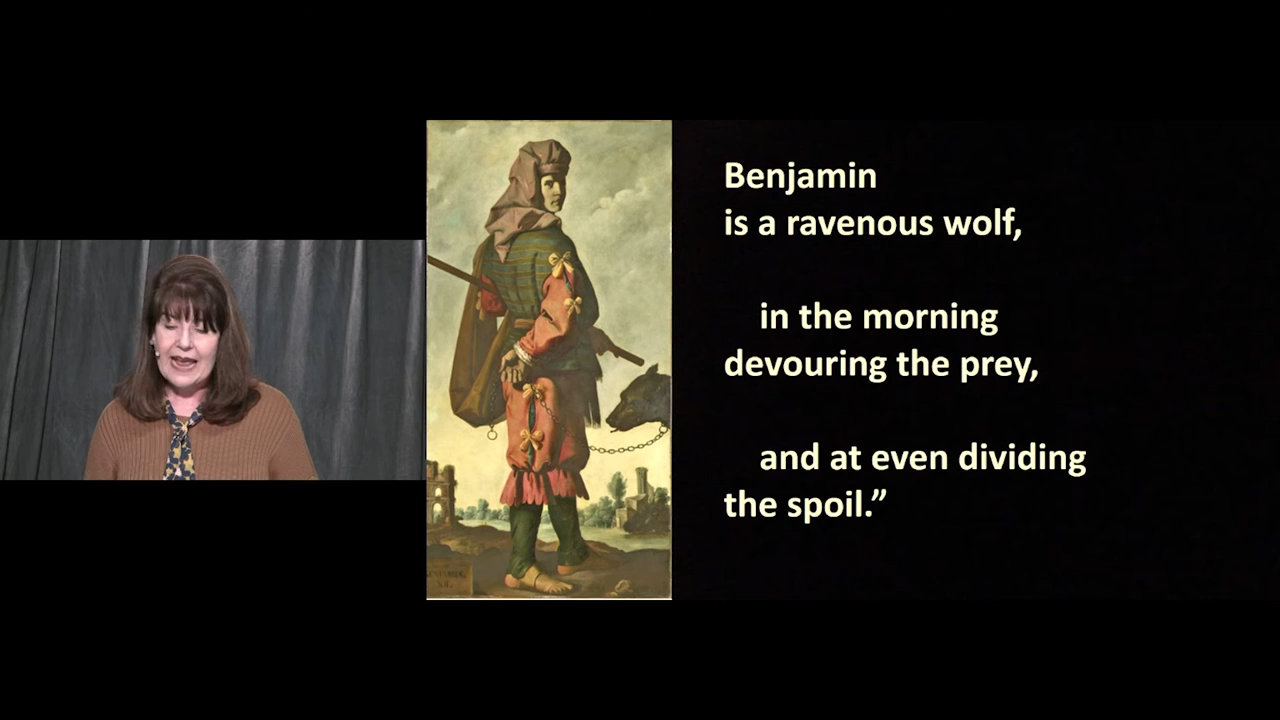 Benjamin
is a ravenous wolf,
in the morning
devouring the prey,
and at even dividing
the spoil.”